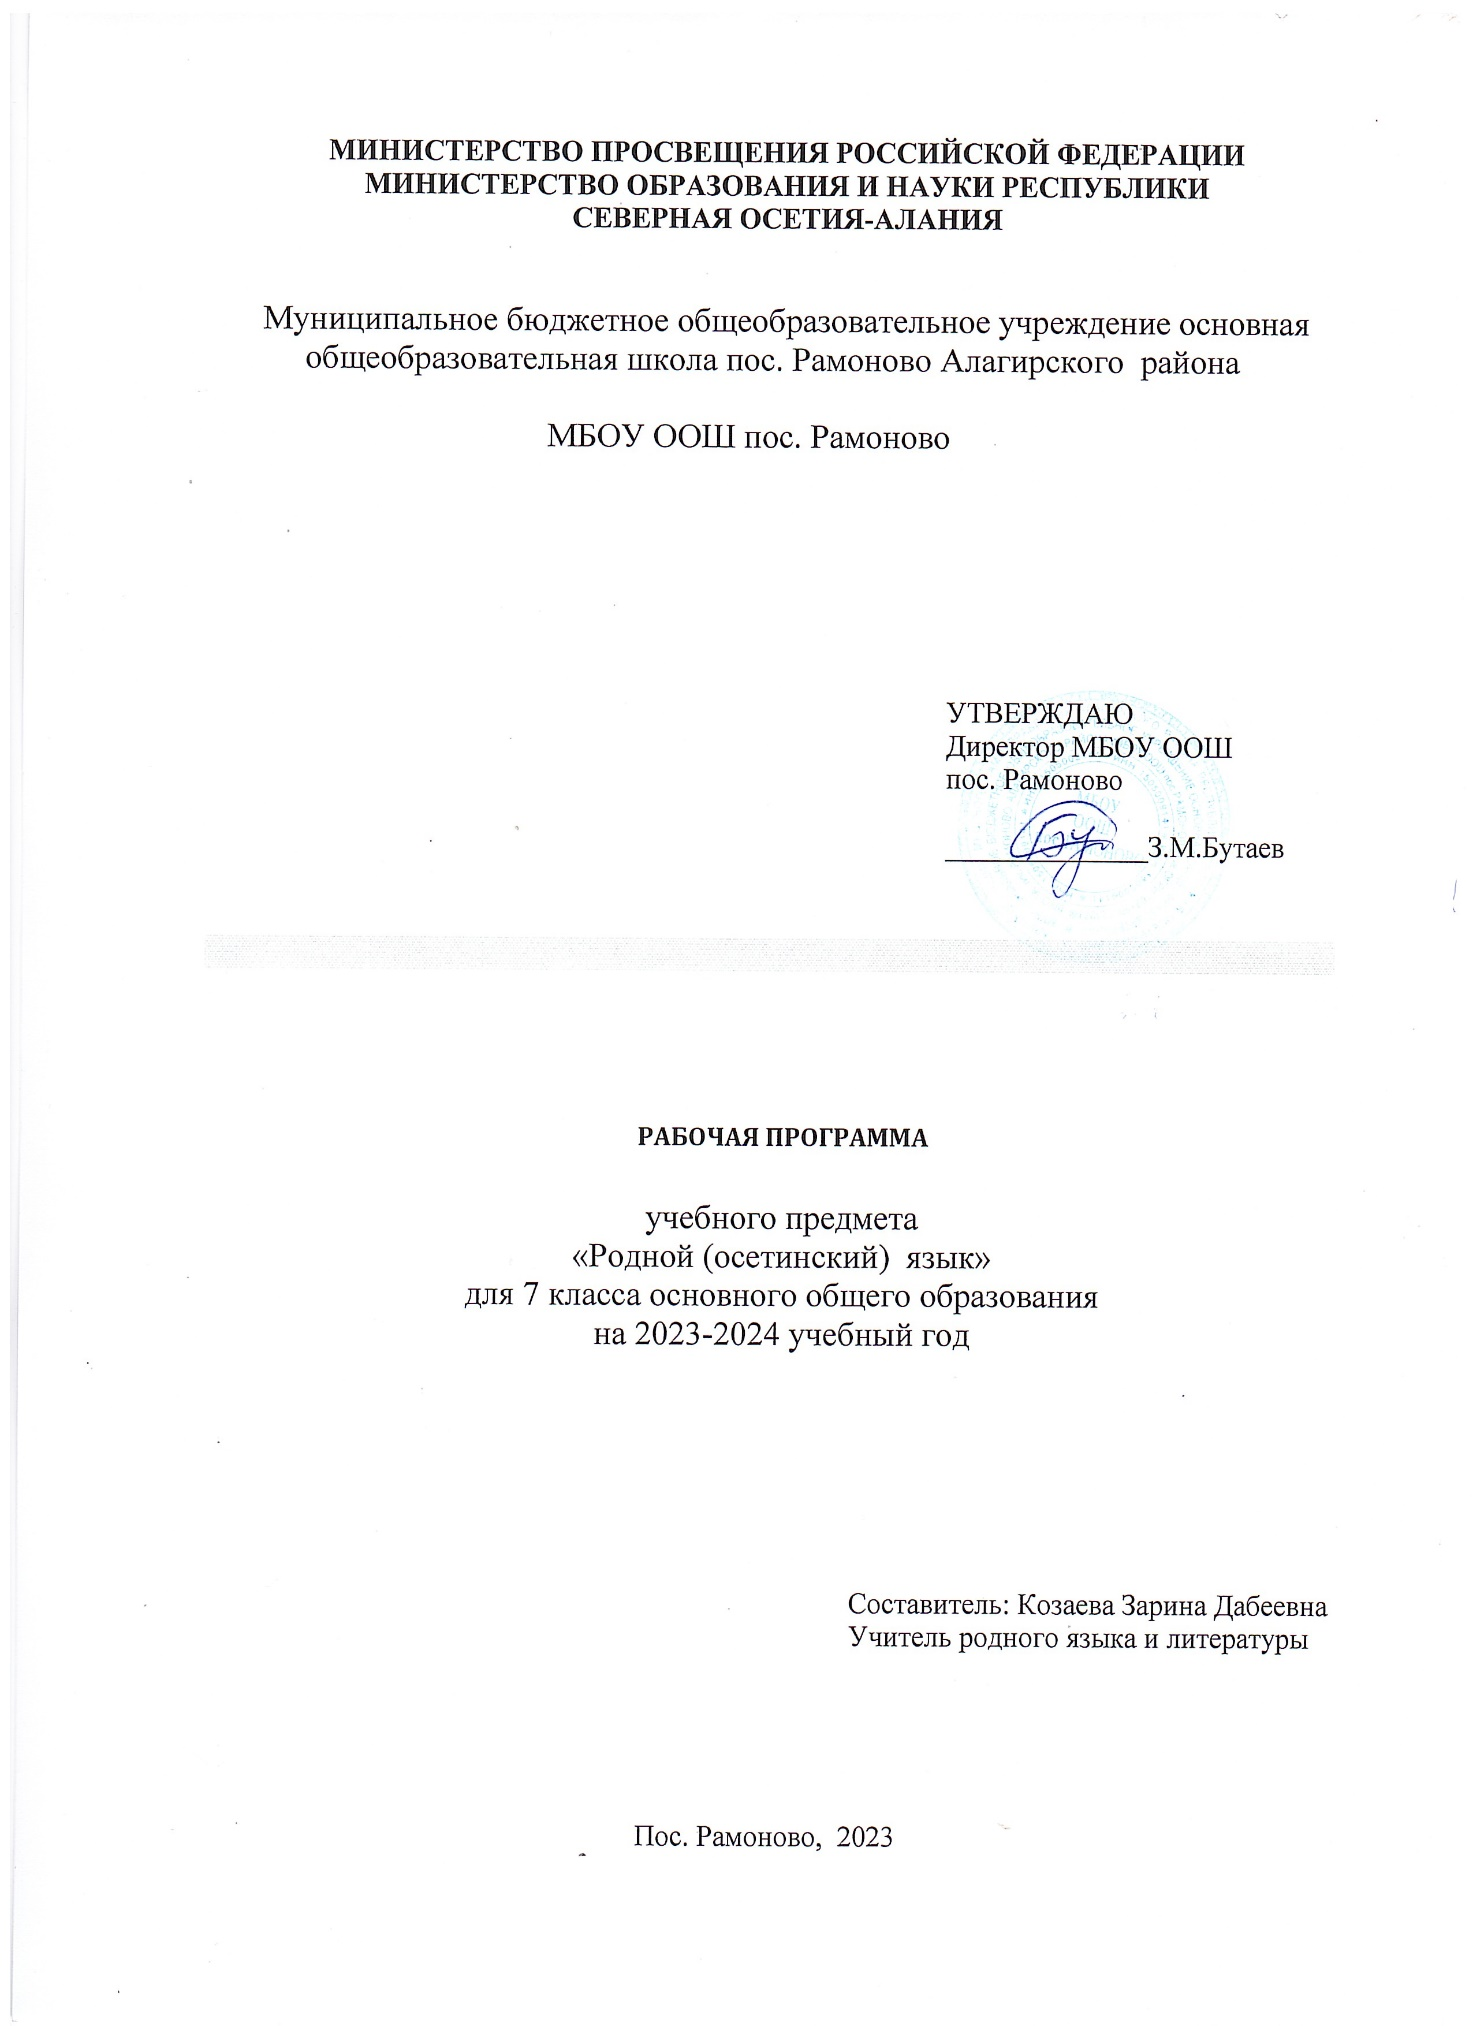 МИНИСТЕРСТВО ПРОСВЕЩЕНИЯ РОССИЙСКОЙ ФЕДЕРАЦИИ
МИНИСТЕРСТВО ОБРАЗОВАНИЯ И НАУКИ РЕСПУБЛИКИ
СЕВЕРНАЯ ОСЕТИЯ-АЛАНИЯ
Муниципальное бюджетное общеобразовательное учреждение основная
общеобразовательная школа пос. Рамоново Алагирского района
МБОУ ООШ пос. Рамоново
УТВЕРЖДАЮ
Директор МБОУ ООШ
пос. Рамоново
МБОУ
ООШ
З.М.Бутаев
РАБОЧАЯ ПРОГРАММА
учебного предмета
«Родной (осетинский) язык»
для 7 класса основного общего образования
на 2023-2024 учебный год
Составитель: Козаева Зарина Дабеевна
Учитель родного языка и литературы
Пос. Рамоново, 2023